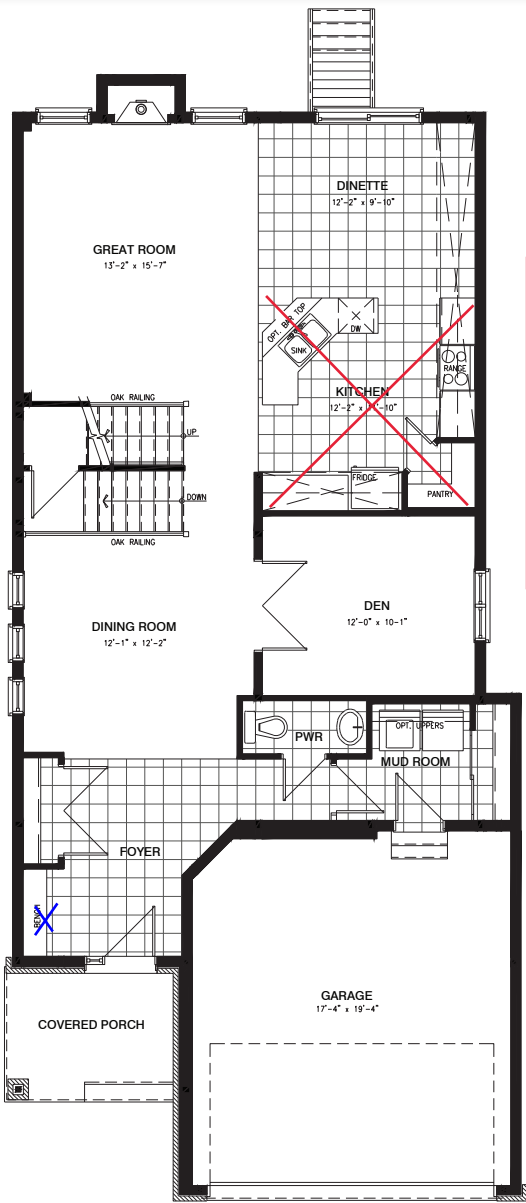 DINETTE
12'-2" x 9'-10"
GREAT ROOM
13'-2" x 15'-7"
OPT. BAR TOP
DW
SINK
RANGE
KITCHEN
OAK RAILING
UP
FRIDGE
PANTRY
DOWN
OAK RAILING
DEN
12'-0" x 10'-1"
DINING ROOM
12'-1" x 12'-2"
OPT. UPPERS
PWR
MUD ROOM
FOYER
BENCH
GARAGE
17'-4" x 19'-4"
COVERED PORCH